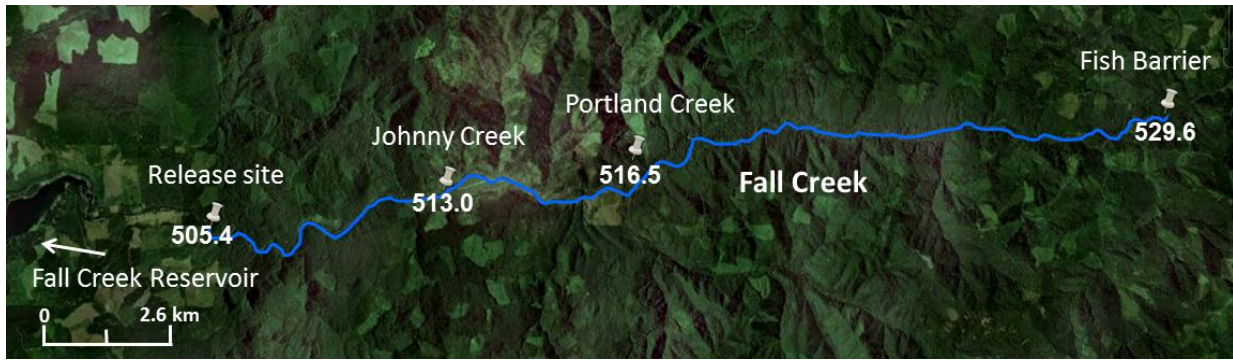 Fish Barrier
529.6
Portland Creek
516.5
Johnny Creek
513.0
Fall Creek
Release site
505.4
Fall Creek Reservoir
0 2.6 km